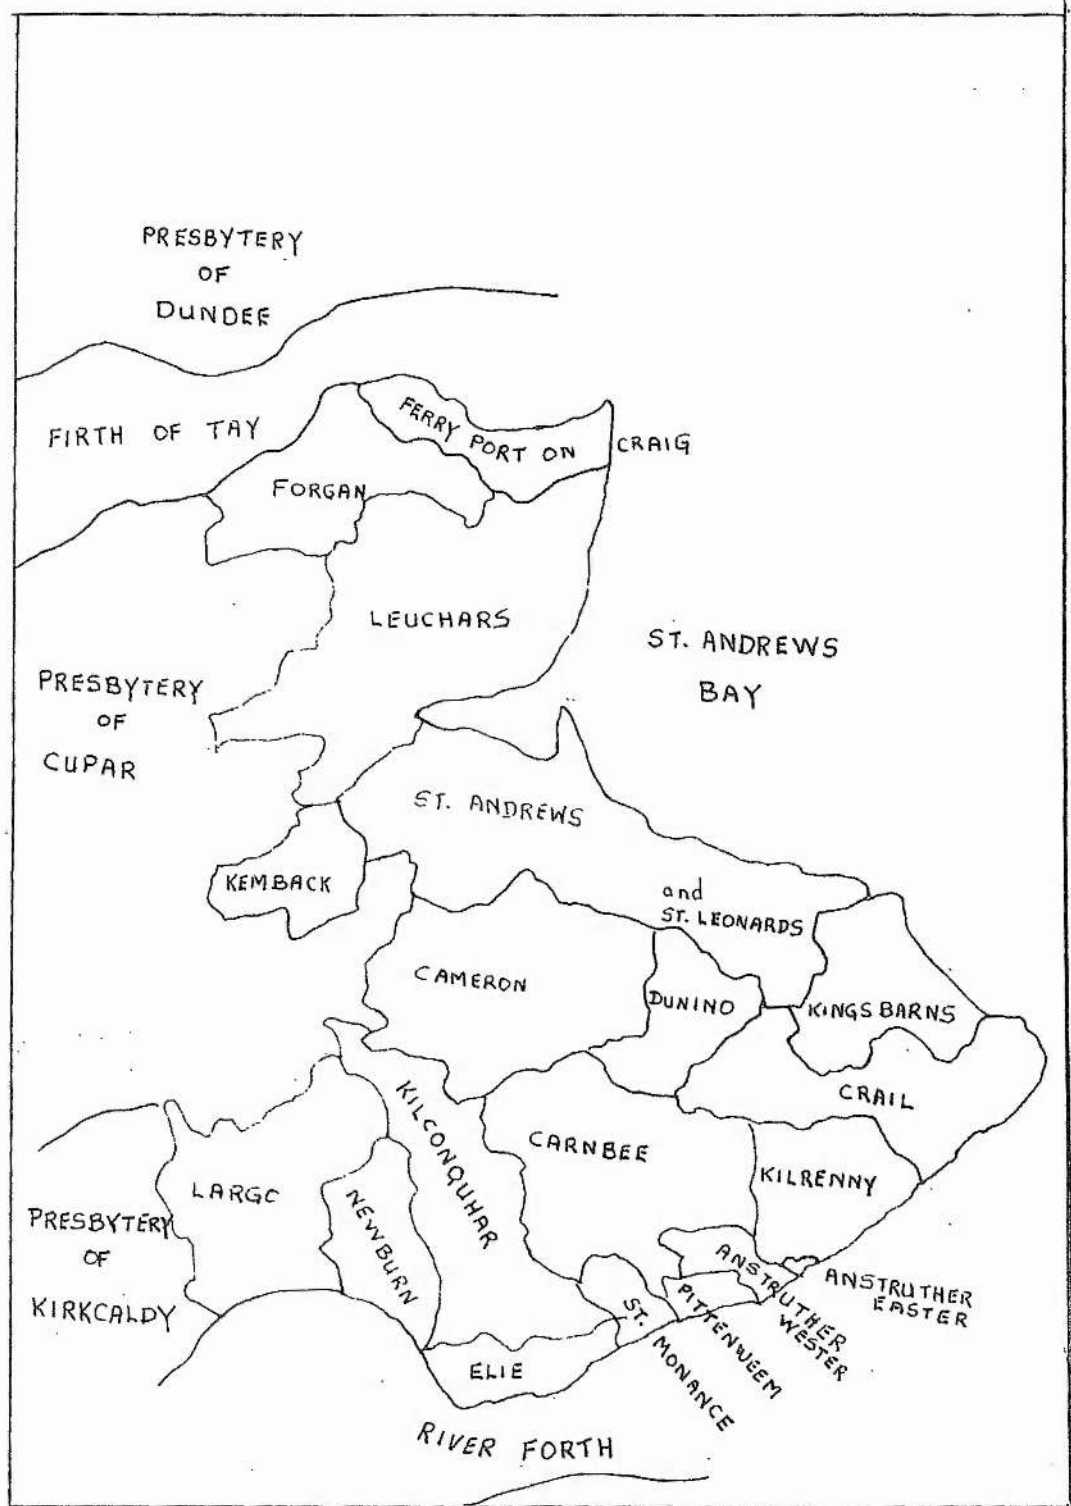 PRESBYTERY
OF
DUNDEE
FIRTH OF TAY
FERRY PORT ON CRAIG
FORGAN
LEUCHARS
ST. ANDREWS
BAY
PRESBYTERY
OF
CUPAR
ST. ANDREWS
and
ST. LEONARDS
KEMBACK
CAMERON
DUNINO
KINGSBARNS
CRAIL
KILCONQUHAR
CARNBEE
KILRENNY
LARGO
NEWBURN
PRESBYTERY
OF
KIRKCALDY
ANSTRUTHER
EASTER
ANSTRUTHER
WESTER
PITTENWEEM
ST.
MONANCE
ELIE
RIVER FORTH